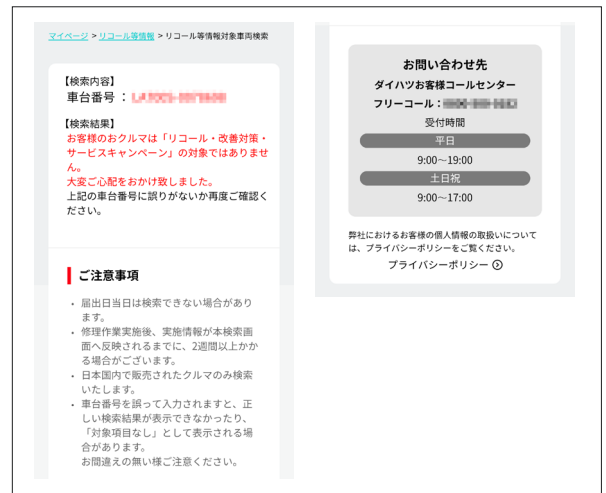 マイページ > リコール等情報 > リコール等情報対象車両検索
【検索内容】
車台番号 ：
【検索結果】
お客様のおクルマは「リコール・改善対策・
サービスキャンペーン」の対象ではありませ
ん。
大変ご心配をおかけ致しました。
上記の車台番号に誤りがないか再度ご確認く
ださい。
ご注意事項
・ 届出日当日は検索できない場合があり
ます。
・ 修理作業実施後、実施情報が本検索画
面へ反映されるまでに、2週間以上かか
る場合がございます。
・ 日本国内で販売されたクルマのみ検索
いたします。
・ 車台番号を誤って入力されますと、正
しい検索結果が表示できなかったり、
「対象項目なし」として表示される場
合があります。
お間違えの無い様ご注意ください。
お問い合わせ先
ダイハツお客様コールセンター
フリーコール：
受付時間
平日
9:00～19:00
土日祝
9:00～17:00
弊社におけるお客様の個人情報の取扱いについて
は、プライバシーポリシーをご覧ください。
プライバシーポリシー